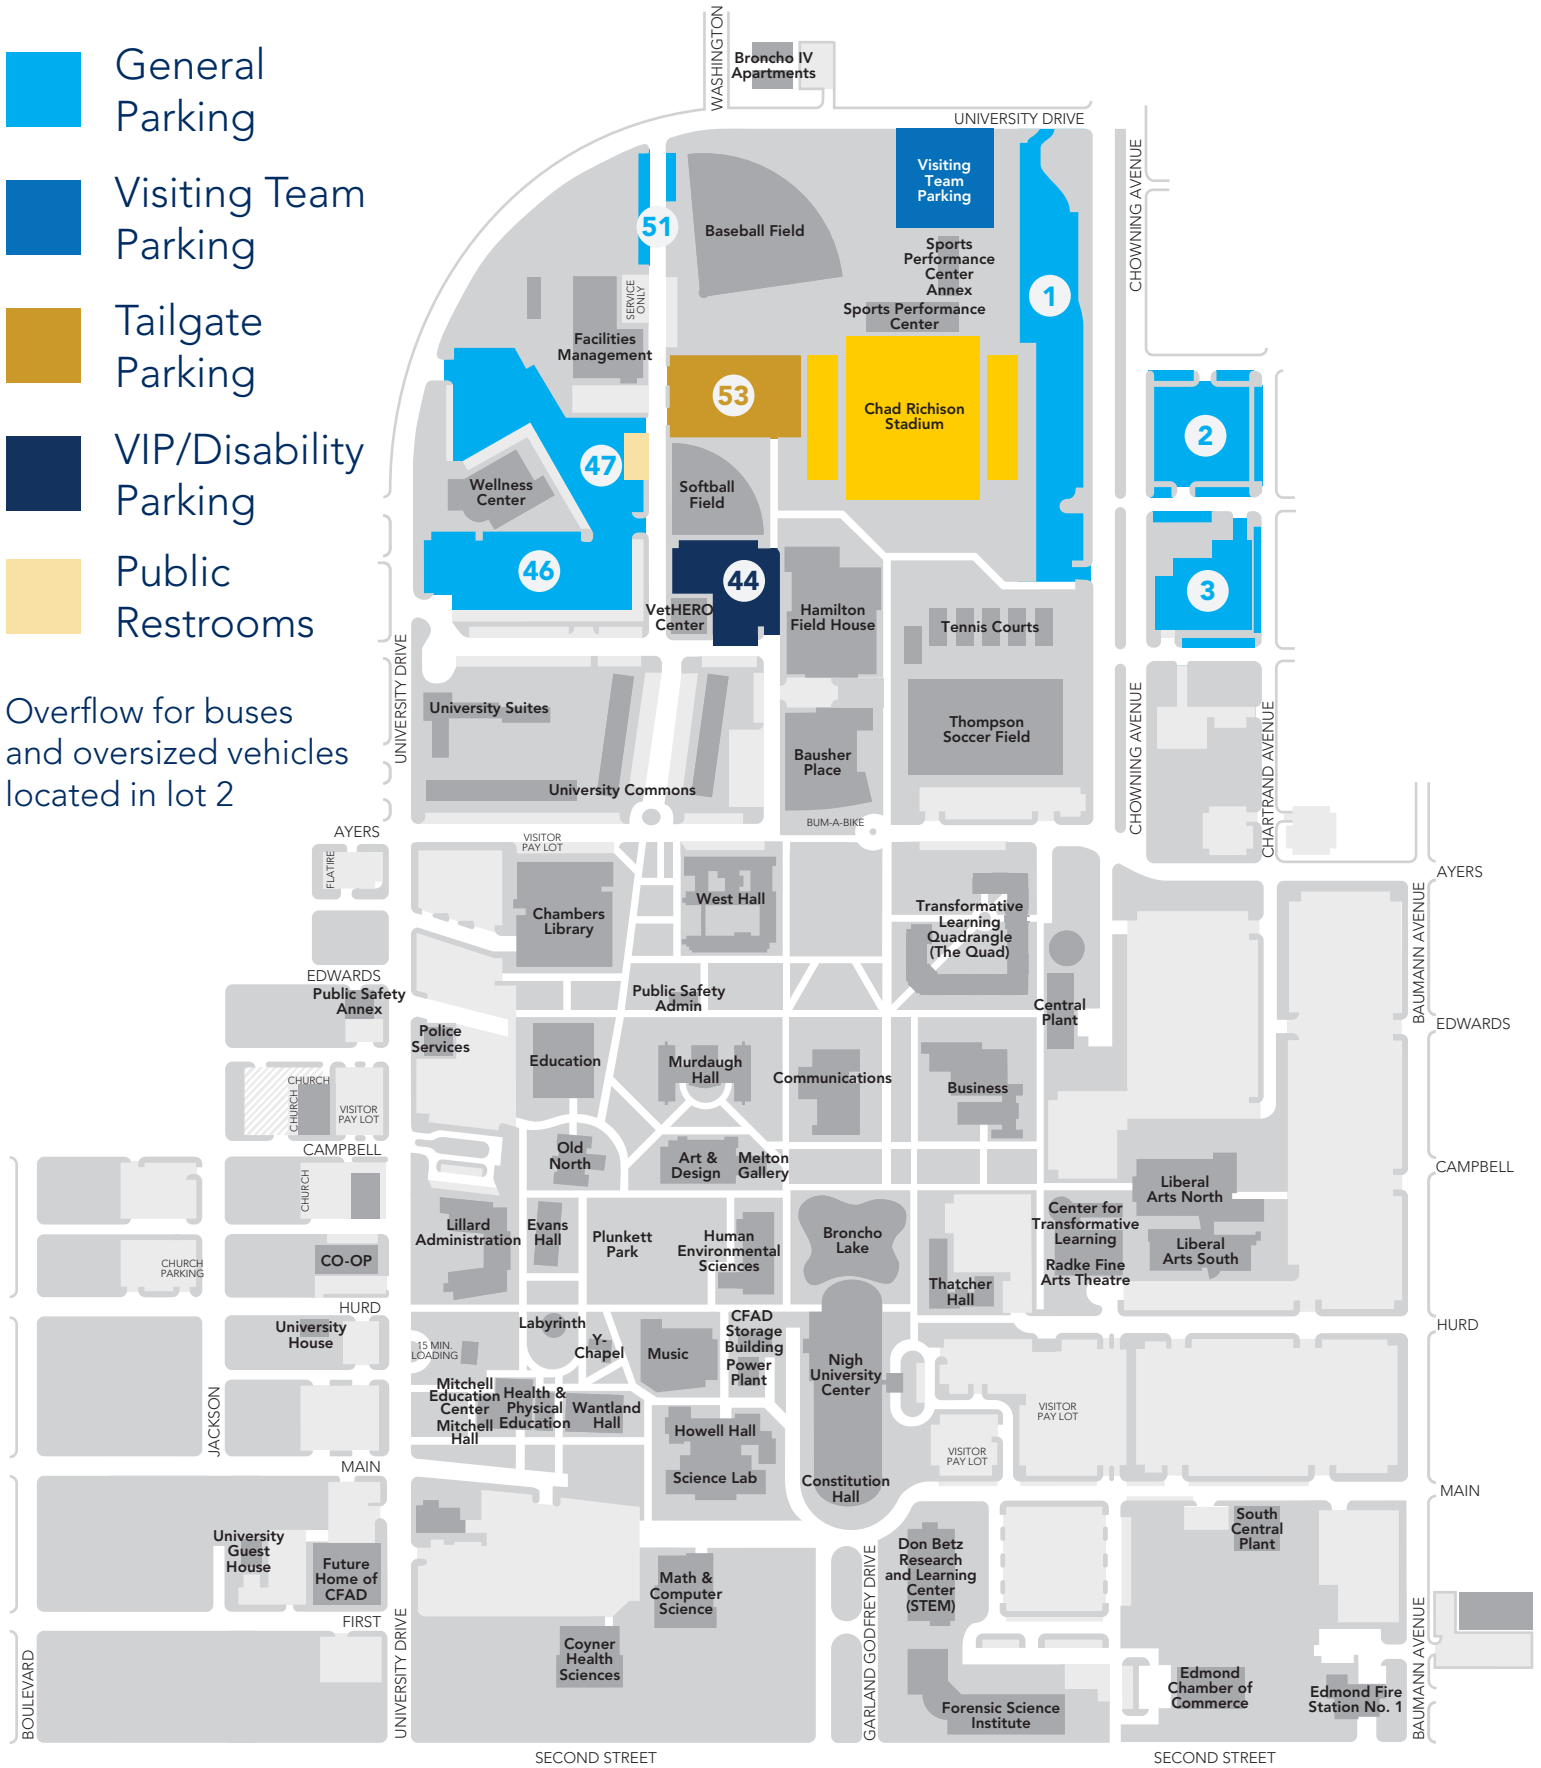 General
Parking
Visiting Team
Parking
Tailgate
Parking
VIP/Disability
Parking
Public
Restrooms
Overflow for buses
and oversized vehicles
located in lot 2
WASHINGTON
Broncho IV
Apartments
UNIVERSITY DRIVE
CHOWNING AVENUE
Visiting
Team
Parking
51
Baseball Field
Sports
Performance
Center
Annex
1
SERVICE
ONLY
Sports Performance
Center
Facilities
Management
53
Chad Richison
Stadium
2
47
Wellness
Center
Softball
Field
46
44
3
VetHERO
Center
Hamilton
Field House
Tennis Courts
UNIVERSITY DRIVE
University Suites
Thompson
Soccer Field
CHOWNING AVENUE
CHARTRAND AVENUE
Bausher
Place
University Commons
BUM-A-BIKE
AYERS
VISITOR
PAY LOT
FLATIRE
AYERS
West Hall
Chambers
Library
Transformative
Learning
Quadrangle
(The Quad)
BAUMANN AVENUE
EDWARDS
Public Safety
Annex
Public Safety
Admin
Central
Plant
EDWARDS
Police
Services
Education
Murdaugh
Hall
Communications
Business
CHURCH
CHURCH
VISITOR
PAY LOT
CAMPBELL
Old
North
Art &
Design
Melton
Gallery
CAMPBELL
CHURCH
Liberal
Arts North
Lillard
Administration
Evans
Hall
Plunkett
Park
Human
Environmental
Sciences
Broncho
Lake
Center for
Transformative
Learning
Liberal
Arts South
CHURCH
PARKING
CO-OP
Radke Fine
Arts Theatre
Thatcher
Hall
HURD
HURD
University
House
Labyrinth
CFAD
Storage
Building
15 MIN.
LOADING
Y-
Chapel
Music
Power
Plant
Nigh
University
Center
Mitchell
Education
Center
Health &
Physical
Education
Wantland
Hall
Mitchell
Hall
JACKSON
VISITOR
PAY LOT
Howell Hall
VISITOR
PAY LOT
MAIN
Science Lab
Constitution
Hall
MAIN
University
Guest
House
Future
Home of
CFAD
South
Central
Plant
Don Betz
Research
and Learning
Center
(STEM)
Math &
Computer
Science
GARLAND GODFREY DRIVE
FIRST
UNIVERSITY DRIVE
BOULEVARD
Coyner
Health
Sciences
Forensic Science
Institute
Edmond
Chamber of
Commerce
Edmond Fire
Station No. 1
BAUMANN AVENUE
SECOND STREET
SECOND STREET